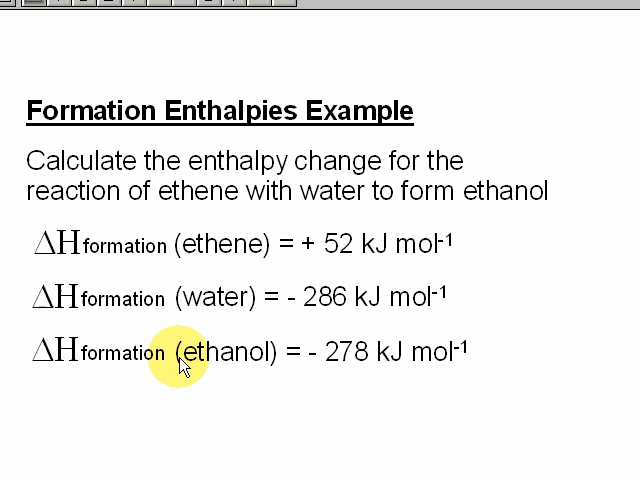 Formation Enthalpies Example
Calculate the enthalpy change for the
reaction of ethene with water to form ethanol
ΔHformation (ethene) = + 52 kJ mol-1
ΔHformation (water) = - 286 kJ mol-1
ΔHformation (ethanol) = - 278 kJ mol-1